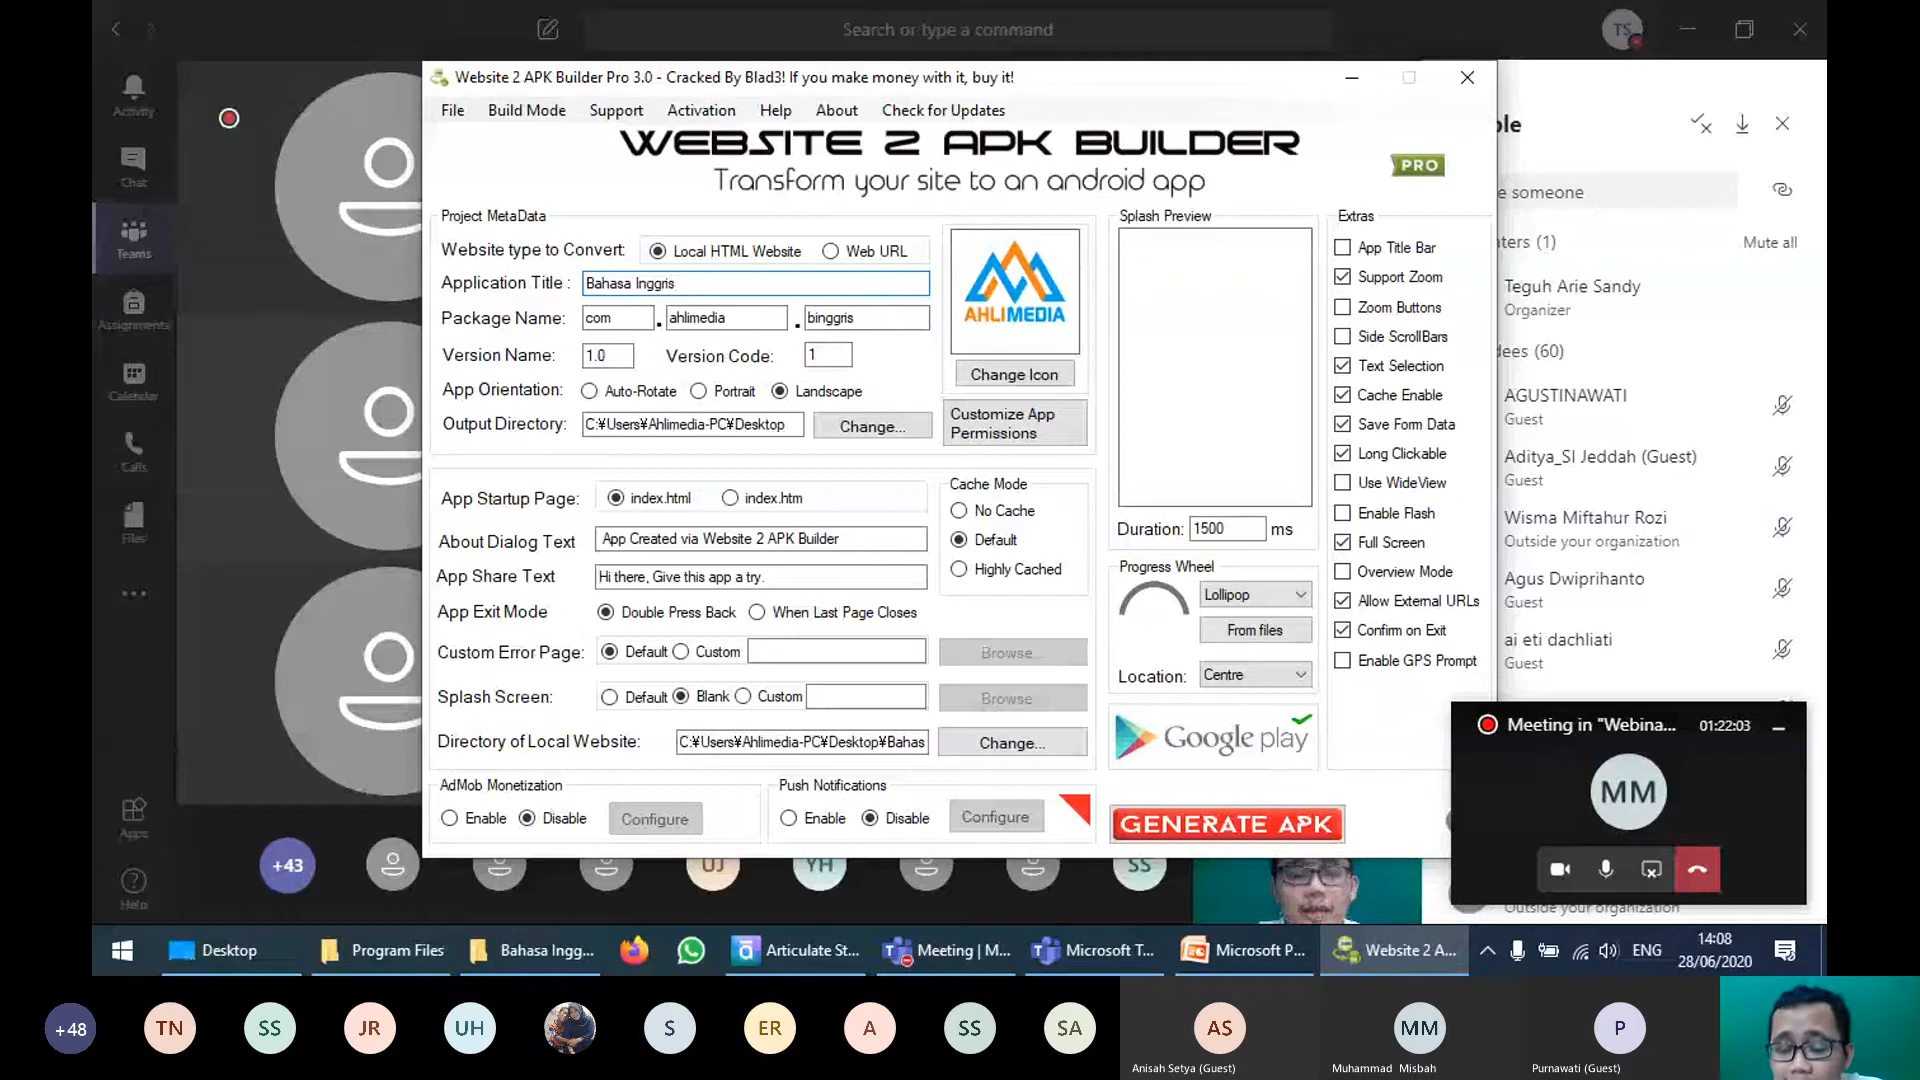 Search or type a command
TS
Activity
Chat
Teams
Assignments
Calendar
Calls
Files
Apps
Help
Website 2 APK Builder Pro 3.0 - Cracked By Blad3! If you make money with it, buy it!
File Build Mode Support Activation Help About Check for Updates
WEBSITE 2 APK BUILDER
Transform your site to an android app
PRO
Project MetaData
Website type to Convert: Local HTML Website Web URL
Application Title : Bahasa Inggris
Package Name: com . ahlimedia . binggris
Version Name: 1.0 Version Code: 1
App Orientation: Auto-Rotate Portrait Landscape
Output Directory: C:¥Users¥Ahlimedia-PC¥Desktop Change...
AHLIMEDIA
Change Icon
Customize App
Permissions
App Startup Page: index.html index.htm
About Dialog Text App Created via Website 2 APK Builder
App Share Text Hi there, Give this app a try.
App Exit Mode Double Press Back When Last Page Closes
Custom Error Page: Default Custom Browse...
Splash Screen: Default Blank Custom Browse
Directory of Local Website: C:¥Users¥Ahlimedia-PC¥Desktop¥Bahas Change...
Cache Mode
No Cache
Default
Highly Cached
AdMob Monetization
Enable Disable Configure
Push Notifications
Enable Disable Configure
Splash Preview
Duration: 1500 ms
Progress Wheel
Lollipop
From files
Location: Centre
Google play
GENERATE APK
Extras
App Title Bar
Support Zoom
Zoom Buttons
Side ScrollBars
Text Selection
Cache Enable
Save Form Data
Long Clickable
Use WideView
Enable Flash
Full Screen
Overview Mode
Allow External URLs
Confirm on Exit
Enable GPS Prompt
ble
e someone
ters (1) Mute all
Teguh Arie Sandy
Organizer
dees (60)
AGUSTINAWATI
Guest
Aditya_SI Jeddah (Guest)
Guest
Wisma Miftahur Rozi
Outside your organization
Agus Dwiprihanto
Guest
ai eti dachliati
Guest
Meeting in "Webina... 01:22:03
MM
Outside your organization
+43 UJ YH SS
Desktop Program Files Bahasa Ingg... Articulate St... Meeting | M... Microsoft T... Microsoft P... Website 2 A... ENG
14:08
28/06/2020
+48 TN SS JR UH S ER A SS SA AS MM P
Anisah Setya (Guest) Muhammad Misbah Purnawati (Guest)